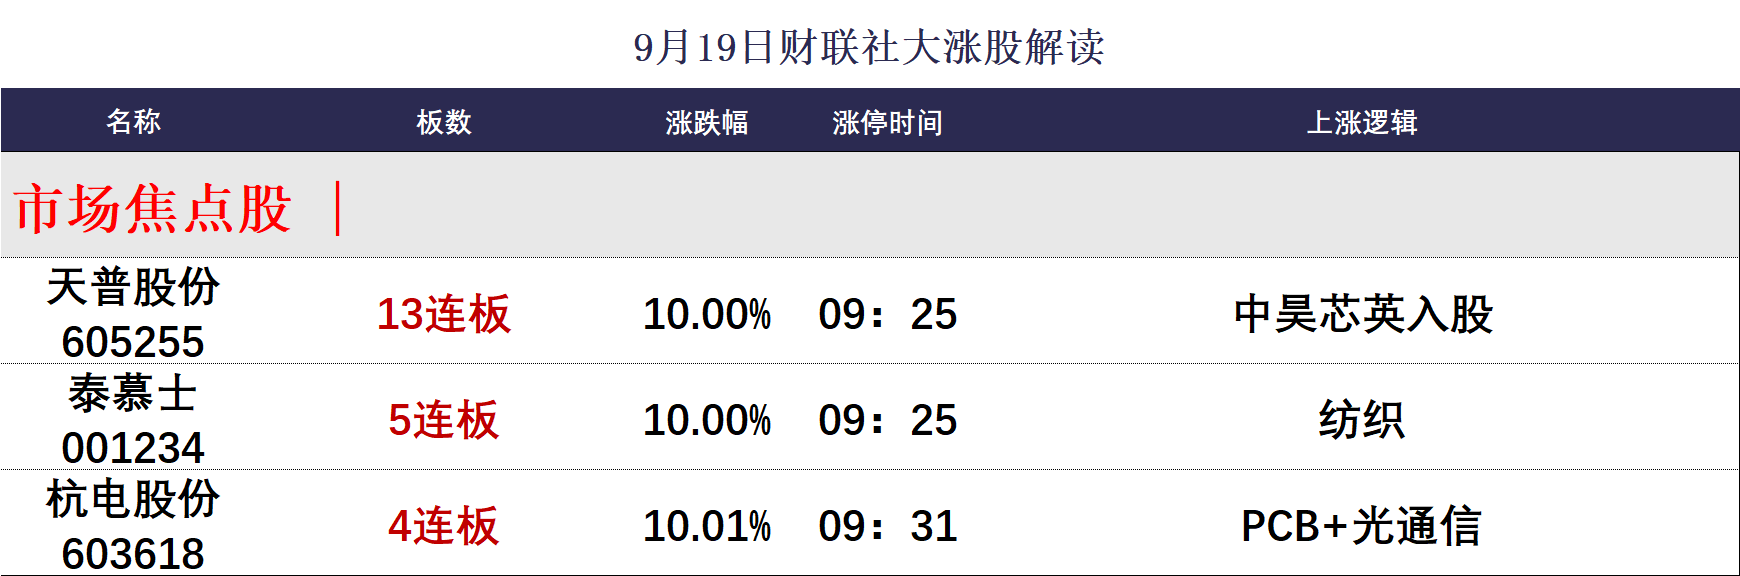 9月19日财联社大涨股解读
名称 板数 涨跌幅 涨停时间 上涨逻辑
市场焦点股 |
天普股份
605255 13连板 10.00% 09：25 中昊芯英入股
泰慕士
001234 5连板 10.00% 09：25 纺织
杭电股份
603618 4连板 10.01% 09：31 PCB+光通信